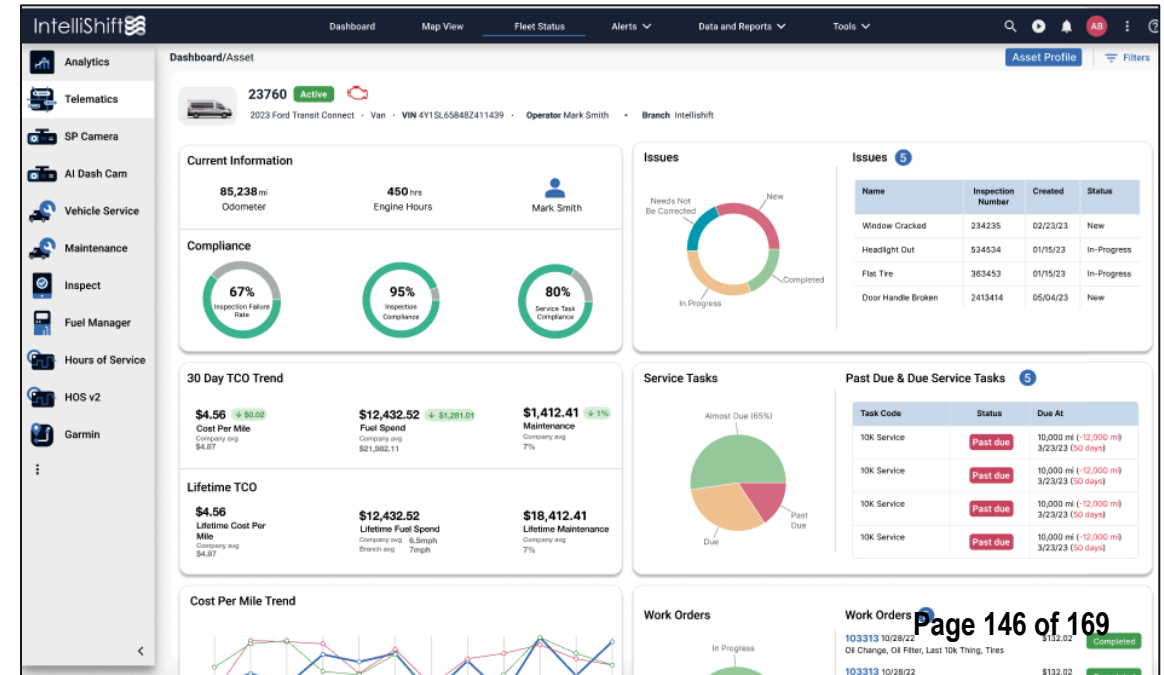 IntelliShift
Dashboard Map View Fleet Status Alerts Data and Reports Tools AB
Analytics
Telematics
SP Camera
AI Dash Cam
Vehicle Service
Maintenance
Inspect
Fuel Manager
Hours of Service
HOS v2
Garmin
Dashboard/Asset
Asset Profile Filters
23760 Active
2023 Ford Transit Connect · Van · VIN 4Y1SL65848Z411439 · Operator Mark Smith · Branch Intellishift
Current Information
85,238 mi
Odometer
450 hrs
Engine Hours
Mark Smith
Compliance
67%
Inspection Failure
Rate
95%
Inspection
Compliance
80%
Service Task
Compliance
Issues
Needs Not
Be Corrected
New
Completed
In Progress
Issues 5
Name Inspection Number Created Status
Window Cracked 234235 02/23/23 New
Headlight Out 534534 01/15/23 In-Progress
Flat Tire 363453 01/15/23 In-Progress
Door Handle Broken 2413414 05/04/23 New
30 Day TCO Trend
$4.56 $0.02
Cost Per Mile
Company avg
$4.87
$12,432.52 $1,281.01
Fuel Spend
Company avg
$21,982.11
$1,412.41 1%
Maintenance
Company avg
7%
Lifetime TCO
$4.56
Lifetime Cost Per
Mile
Company avg
$4.87
$12,432.52
Lifetime Fuel Spend
Company avg 6.5mph
Branch avg 7mph
$18,412.41
Lifetime Maintenance
Company avg
7%
Service Tasks
Almost Due (65%)
Past
Due
Due
Past Due & Due Service Tasks 5
Task Code Status Due At
10K Service Past due 10,000 mi (-12,000 mi)
3/23/23 (50 days)
10K Service Past due 10,000 mi (-12,000 mi)
3/23/23 (50 days)
10K Service Past due 10,000 mi (-12,000 mi)
3/23/23 (50 days)
10K Service Past due 10,000 mi (-12,000 mi)
3/23/23 (50 days)
Cost Per Mile Trend
Work Orders
In Progress
Work Orders
Page 146 of 169
103313 10/28/22 $132.02 Completed
Oil Change, Oil Filter, Last 10k Thing, Tires
103313 10/28/22 $132.02